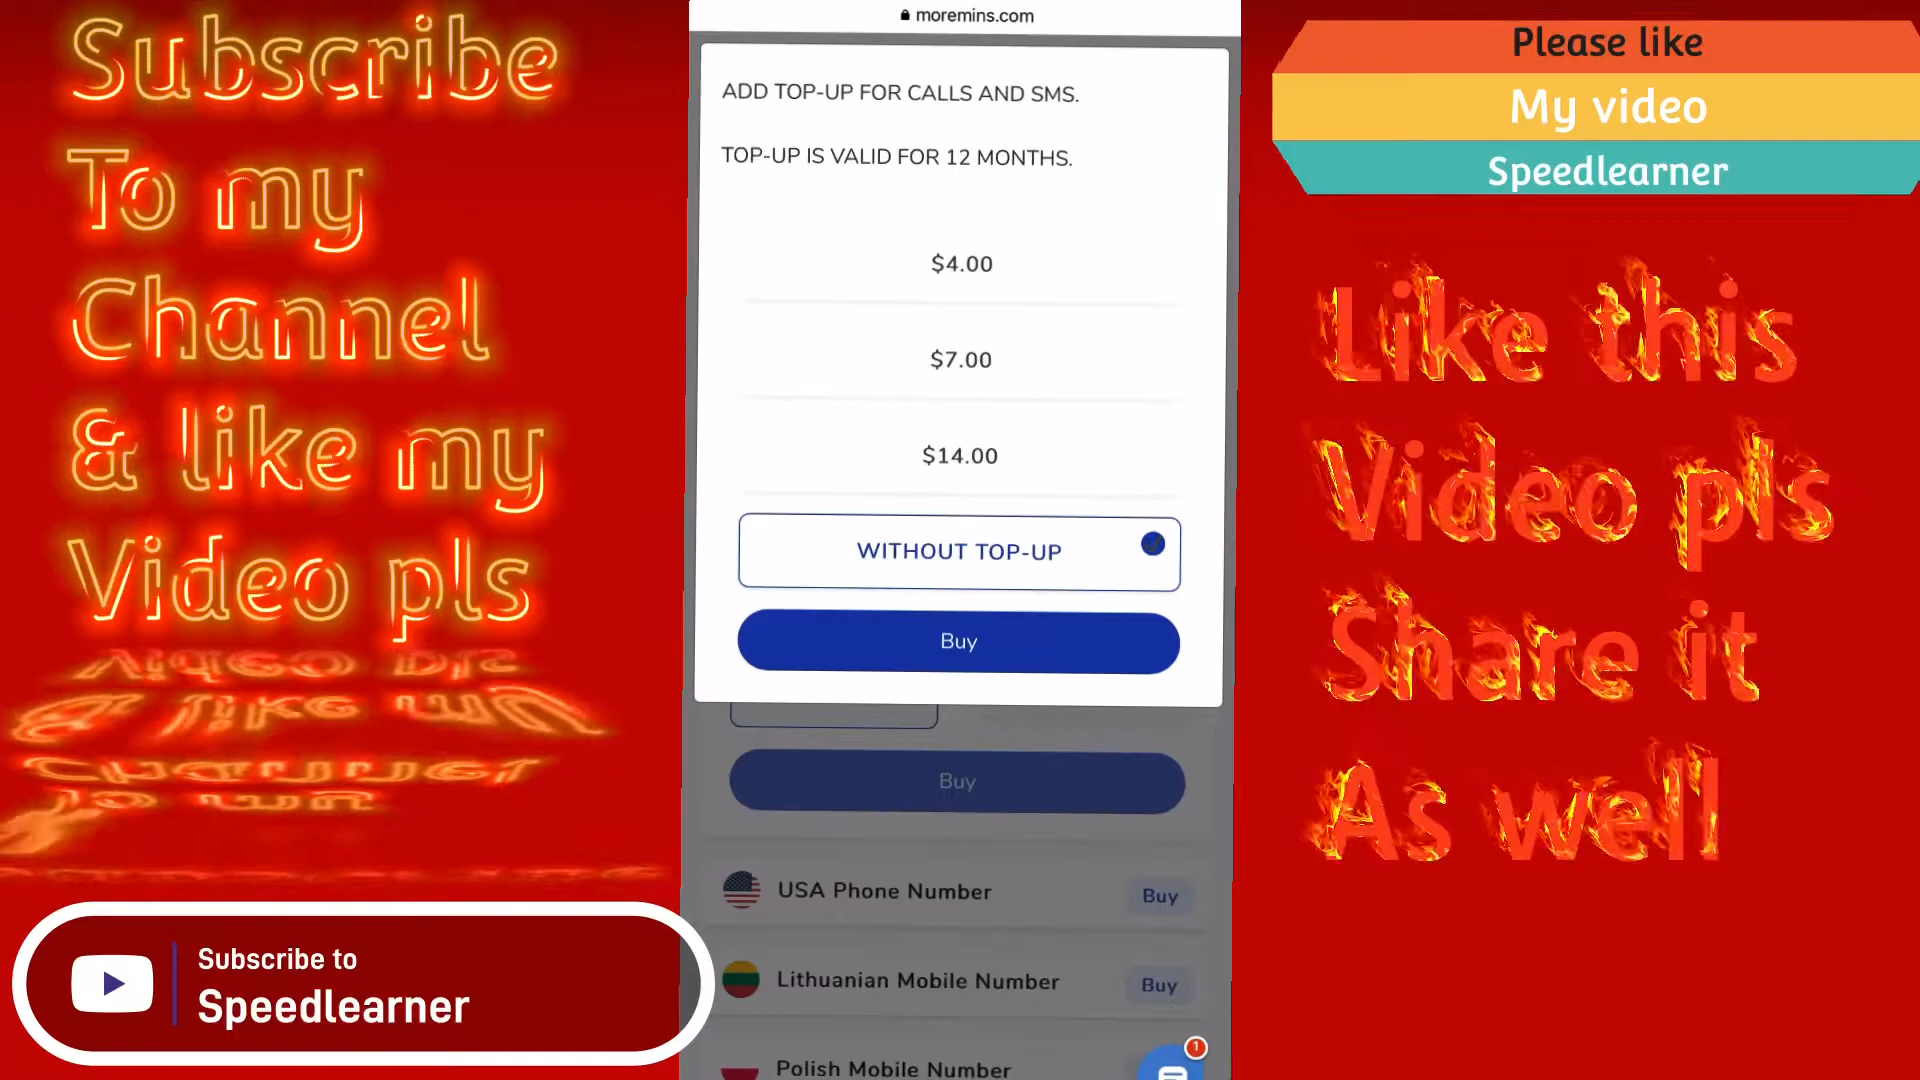 Subscribe
To my
Channel
& like my
Video pls
Subscribe to
Speedlearner
moremins.com
ADD TOP-UP FOR CALLS AND SMS.
TOP-UP IS VALID FOR 12 MONTHS.
$4.00
$7.00
$14.00
WITHOUT TOP-UP
Buy
Buy
USA Phone Number
Buy
Lithuanian Mobile Number
Buy
Polish Mobile Number
1
Please like
My video
Speedlearner
Like this
Video pls
Share it
As well